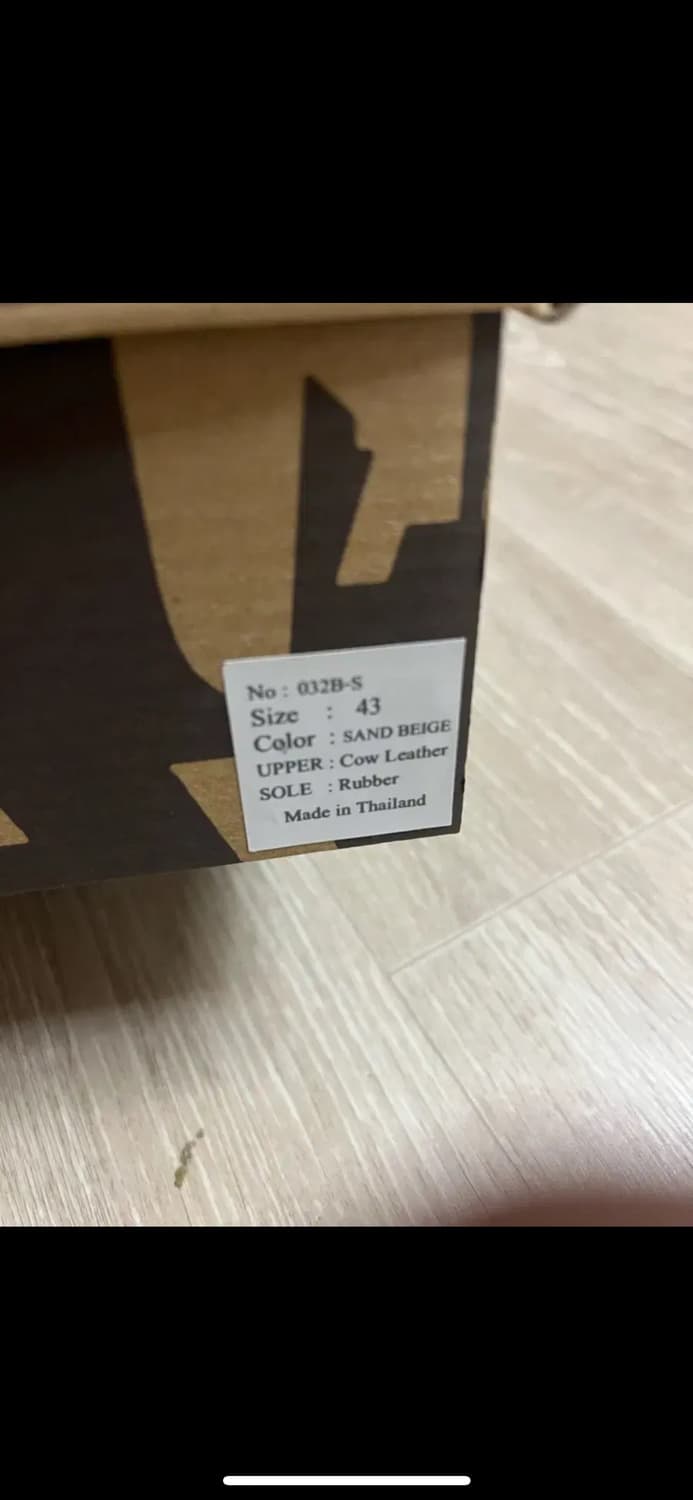 No : 032B-S
Size : 43
Color : SAND BEIGE
UPPER : Cow Leather
SOLE : Rubber
Made in Thailand